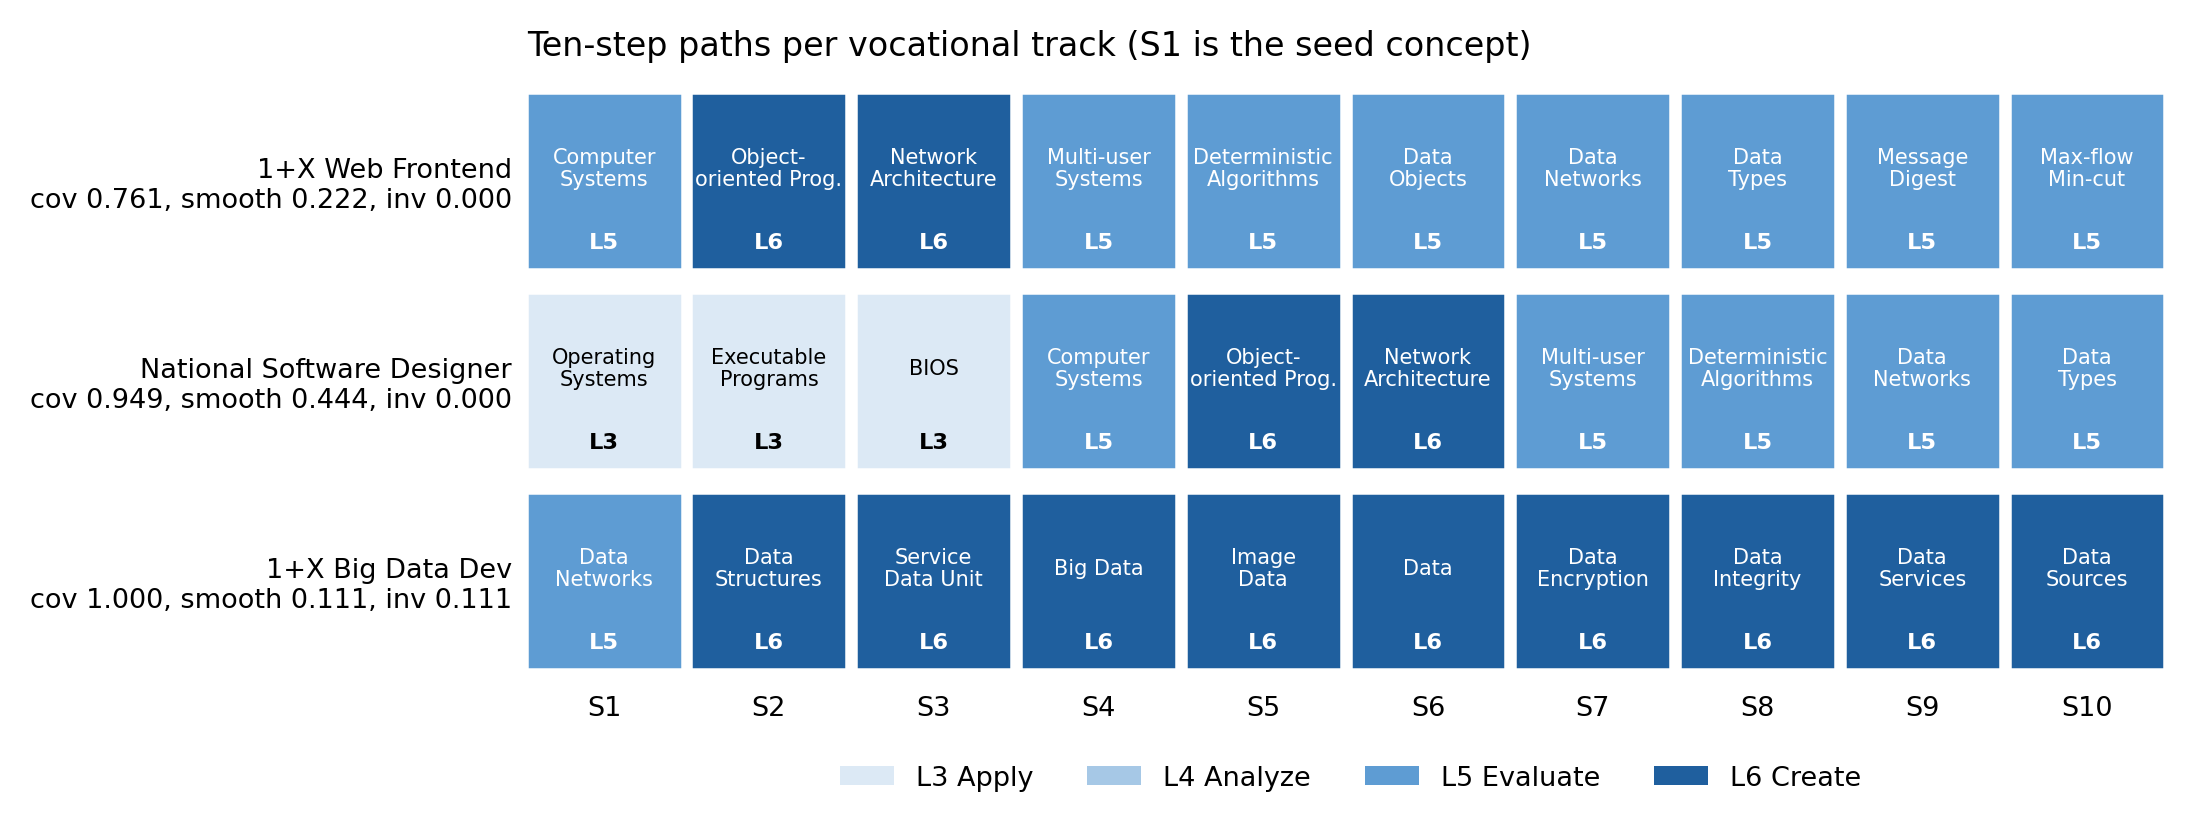 Ten-step paths per vocational track (S1 is the seed concept)
1+X Web Frontend
cov 0.761, smooth 0.222, inv 0.000
Computer
Systems
L5
Object-
oriented Prog.
L6
Network
Architecture
L6
Multi-user
Systems
L5
Deterministic
Algorithms
L5
Data
Objects
L5
Data
Networks
L5
Data
Types
L5
Message
Digest
L5
Max-flow
Min-cut
L5
National Software Designer
cov 0.949, smooth 0.444, inv 0.000
Operating
Systems
L3
Executable
Programs
L3
BIOS
L3
Computer
Systems
L5
Object-
oriented Prog.
L6
Network
Architecture
L6
Multi-user
Systems
L5
Deterministic
Algorithms
L5
Data
Networks
L5
Data
Types
L5
1+X Big Data Dev
cov 1.000, smooth 0.111, inv 0.111
Data
Networks
L5
Data
Structures
L6
Service
Data Unit
L6
Big Data
L6
Image
Data
L6
Data
L6
Data
Encryption
L6
Data
Integrity
L6
Data
Services
L6
Data
Sources
L6
S1 S2 S3 S4 S5 S6 S7 S8 S9 S10
L3 Apply L4 Analyze L5 Evaluate L6 Create